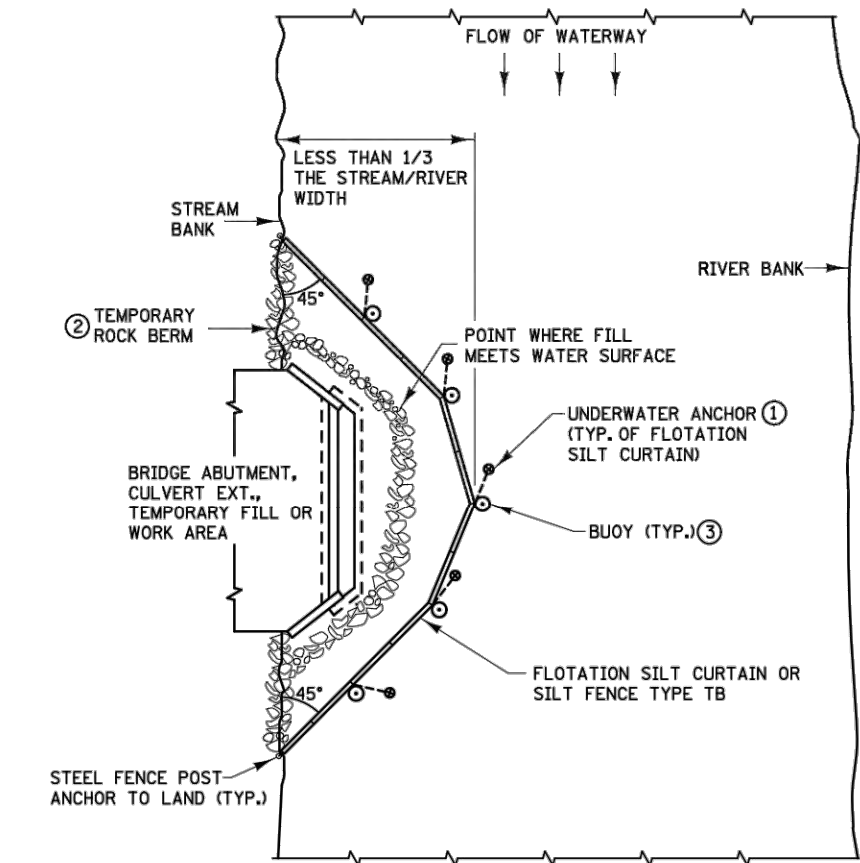 FLOW OF WATERWAY
LESS THAN 1/3
THE STREAM/RIVER
WIDTH
STREAM
BANK
RIVER BANK
45°
② TEMPORARY
ROCK BERM
POINT WHERE FILL
MEETS WATER SURFACE
UNDERWATER ANCHOR ①
(TYP. OF FLOTATION
SILT CURTAIN)
BRIDGE ABUTMENT,
CULVERT EXT.,
TEMPORARY FILL OR
WORK AREA
BUOY (TYP.) ③
FLOTATION SILT CURTAIN OR
SILT FENCE TYPE TB
45°
STEEL FENCE POST
ANCHOR TO LAND (TYP.)